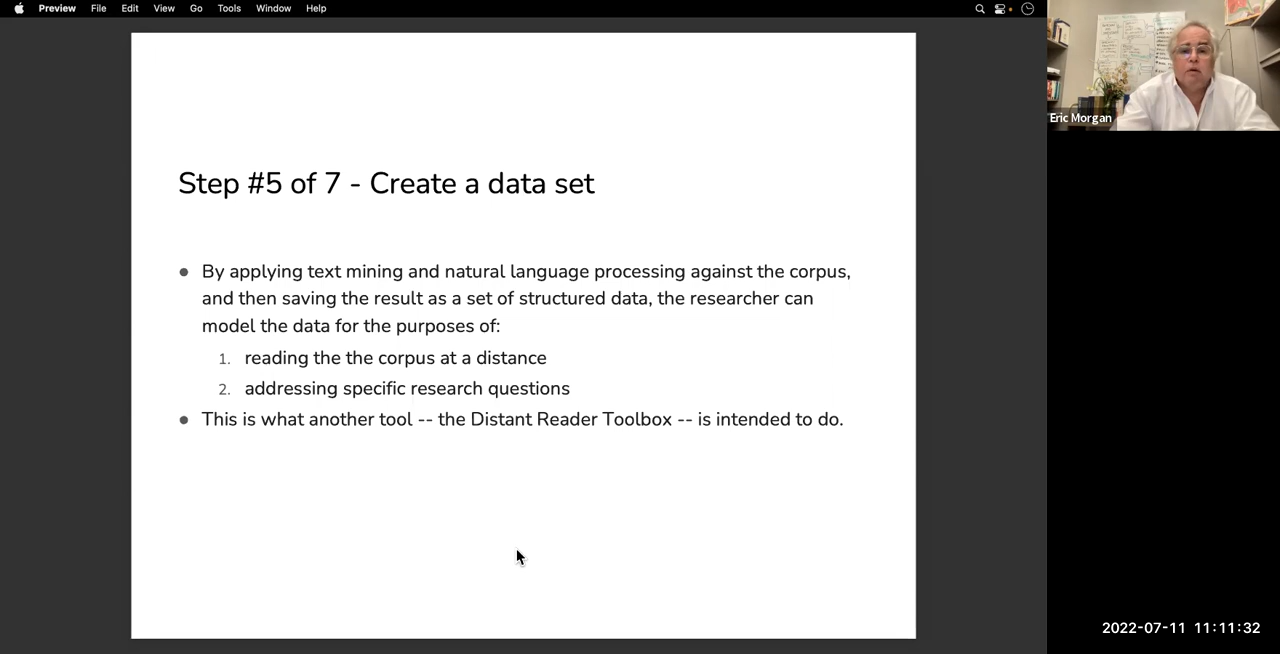 Preview File Edit View Go Tools Window Help
Eric Morgan
Step #5 of 7 - Create a data set
● By applying text mining and natural language processing against the corpus,
and then saving the result as a set of structured data, the researcher can
model the data for the purposes of:
1. reading the the corpus at a distance
2. addressing specific research questions
● This is what another tool -- the Distant Reader Toolbox -- is intended to do.
2022-07-11 11:11:32